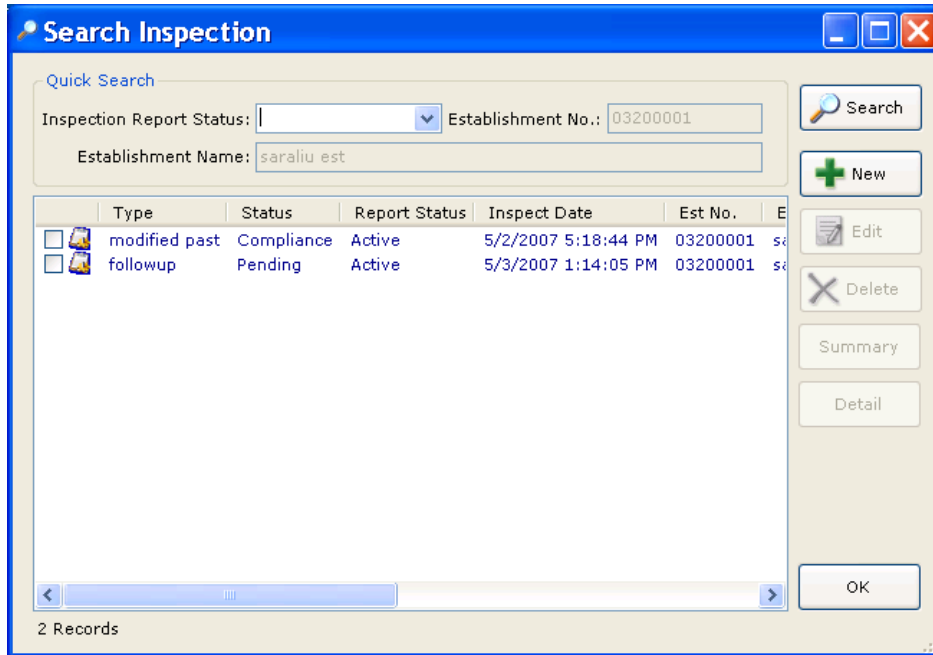 Search Inspection
Quick Search
Inspection Report Status: Establishment No.: 03200001
Establishment Name: saraliu est
Search
New
Edit
Delete
Summary
Detail
Type Status Report Status Inspect Date Est No. E
modified past Compliance Active 5/2/2007 5:18:44 PM 03200001 sa
followup Pending Active 5/3/2007 1:14:05 PM 03200001 sa
OK
2 Records